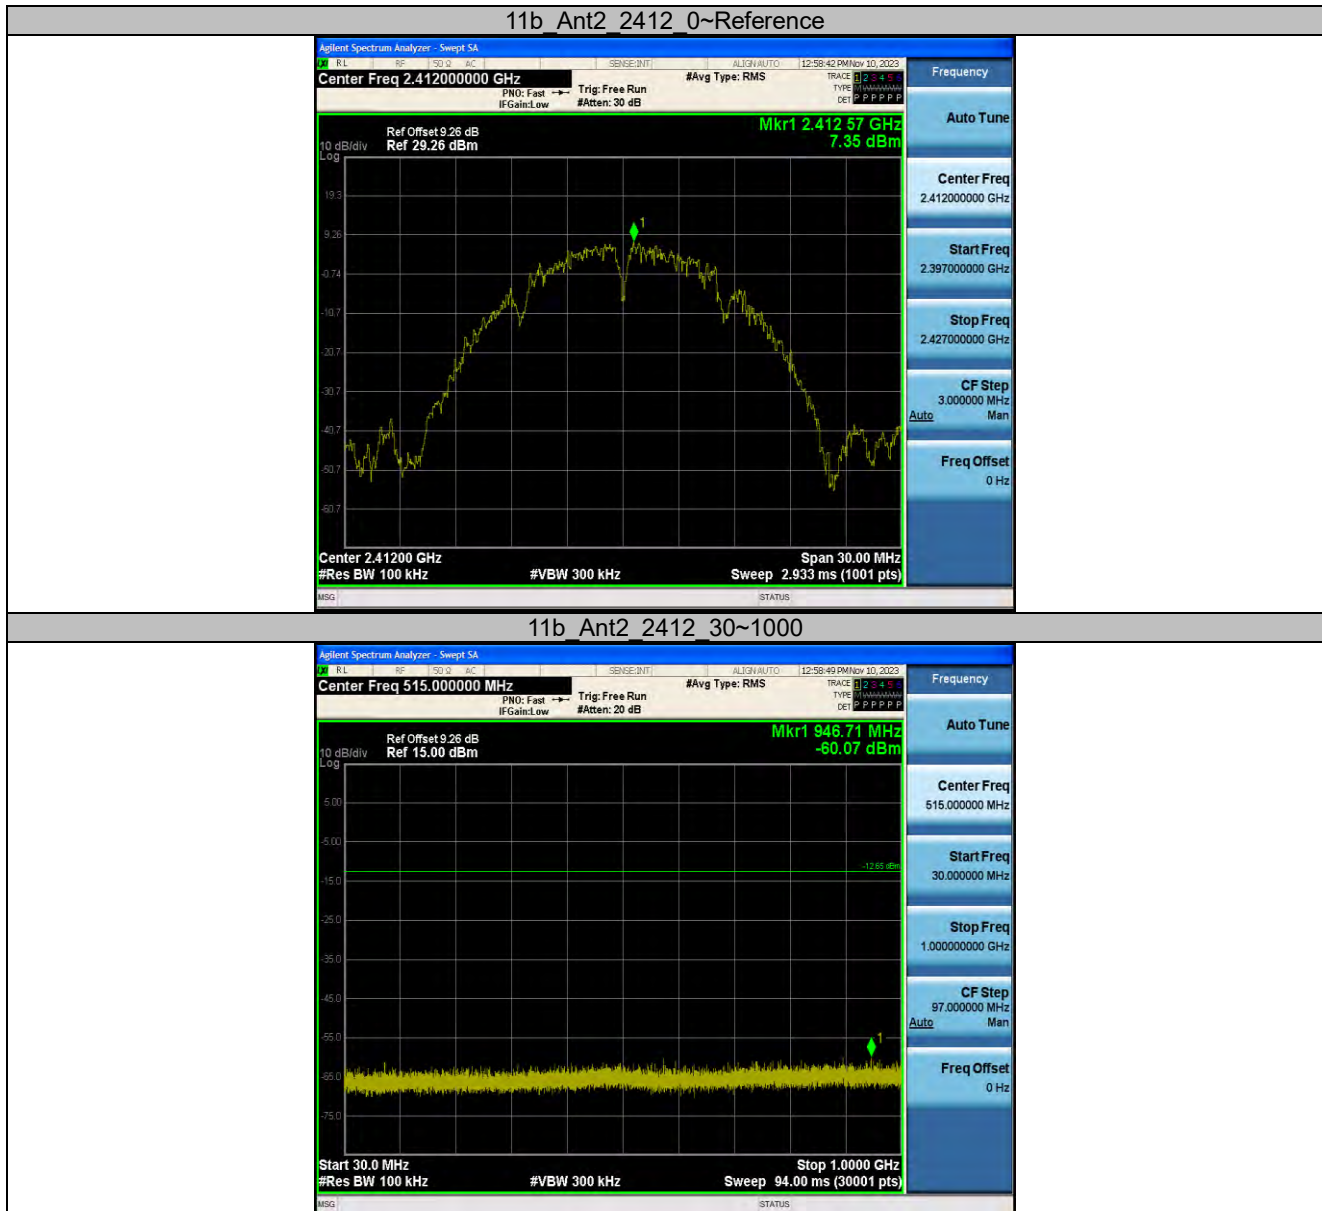 11b_Ant2_2412_0~Reference
Agilent Spectrum Analyzer - Swept SA
RL RF 50 Ω AC SENSE:INT ALIGNAUTO 12:58:42 PM Nov 10, 2023
Center Freq 2.412000000 GHz
#Avg Type: RMS
TRACE 1 2 3 4 5 6
PNO: Fast
IFGain:Low
Trig: Free Run
#Atten: 30 dB
TYPE
DET P P P P P P
Frequency
Mkr1 2.412 57 GHz
7.35 dBm
Ref Offset 9.26 dB
10 dB/div Ref 29.26 dBm
Log
19.3
9.26
-0.74
-10.7
-20.7
-30.7
-40.7
-50.7
-60.7
1
Center 2.41200 GHz Span 30.00 MHz
#Res BW 100 kHz #VBW 300 kHz Sweep 2.933 ms (1001 pts)
MSG STATUS
Auto Tune
Center Freq
2.412000000 GHz
Start Freq
2.397000000 GHz
Stop Freq
2.427000000 GHz
CF Step
3.000000 MHz
Auto Man
Freq Offset
0 Hz
11b_Ant2_2412_30~1000
Agilent Spectrum Analyzer - Swept SA
RL RF 50 Ω AC SENSE:INT ALIGNAUTO 12:58:49 PM Nov 10, 2023
Center Freq 515.000000 MHz
#Avg Type: RMS
TRACE 1 2 3 4 5 6
PNO: Fast
IFGain:Low
Trig: Free Run
#Atten: 20 dB
TYPE
DET P P P P P P
Frequency
Mkr1 946.71 MHz
-60.07 dBm
Ref Offset 9.26 dB
10 dB/div Ref 15.00 dBm
Log
5.00
-5.00
-12.65 dBm
-15.0
-25.0
-35.0
-45.0
-55.0
-65.0
-75.0
1
Start 30.0 MHz Stop 1.0000 GHz
#Res BW 100 kHz #VBW 300 kHz Sweep 94.00 ms (30001 pts)
MSG STATUS
Auto Tune
Center Freq
515.000000 MHz
Start Freq
30.000000 MHz
Stop Freq
1.000000000 GHz
CF Step
97.000000 MHz
Auto Man
Freq Offset
0 Hz